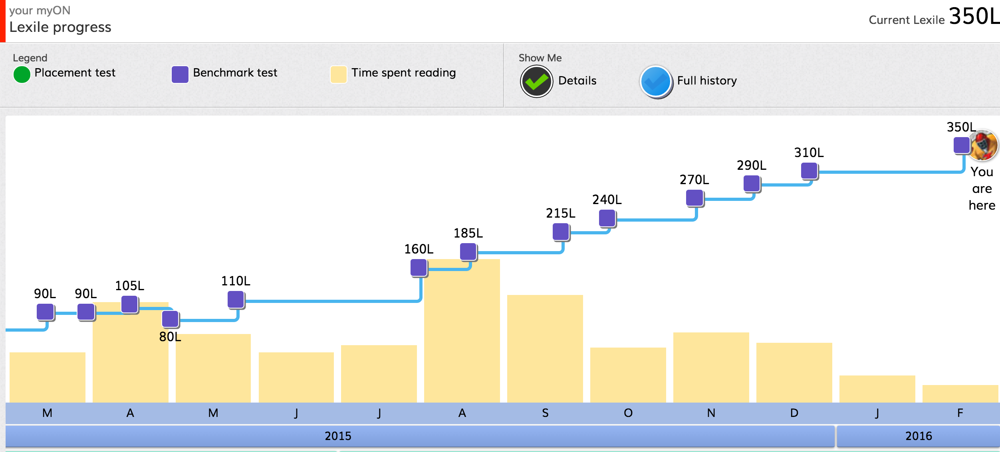 your myON
Lexile progress
Current Lexile 350L
Legend
Placement test
Benchmark test
Time spent reading
Show Me
Details
Full history
90L
90L
105L
80L
110L
160L
185L
215L
240L
270L
290L
310L
350L
You
are
here
M A M J J A S O N D J F
2015 2016